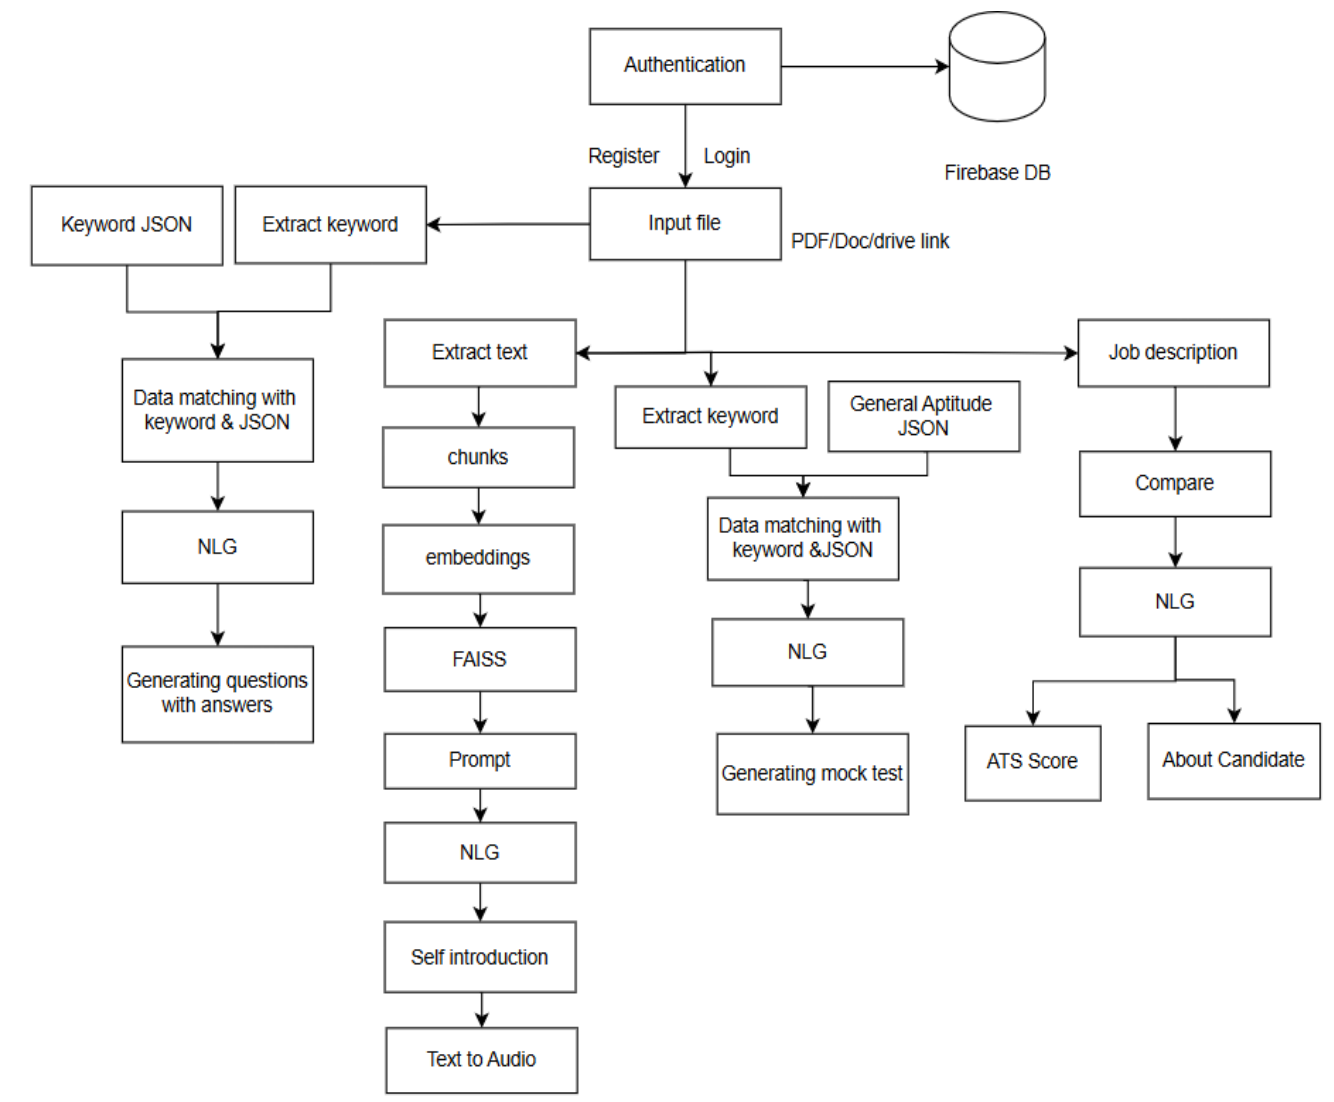 Authentication
Register
Login
Firebase DB
Keyword JSON
Extract keyword
Input file
PDF/Doc/drive link
Extract text
Job description
Data matching with
keyword & JSON
Extract keyword
General Aptitude
JSON
chunks
Compare
NLG
embeddings
Data matching with
keyword &JSON
NLG
Generating questions
with answers
FAISS
NLG
Prompt
Generating mock test
ATS Score
About Candidate
NLG
Self introduction
Text to Audio